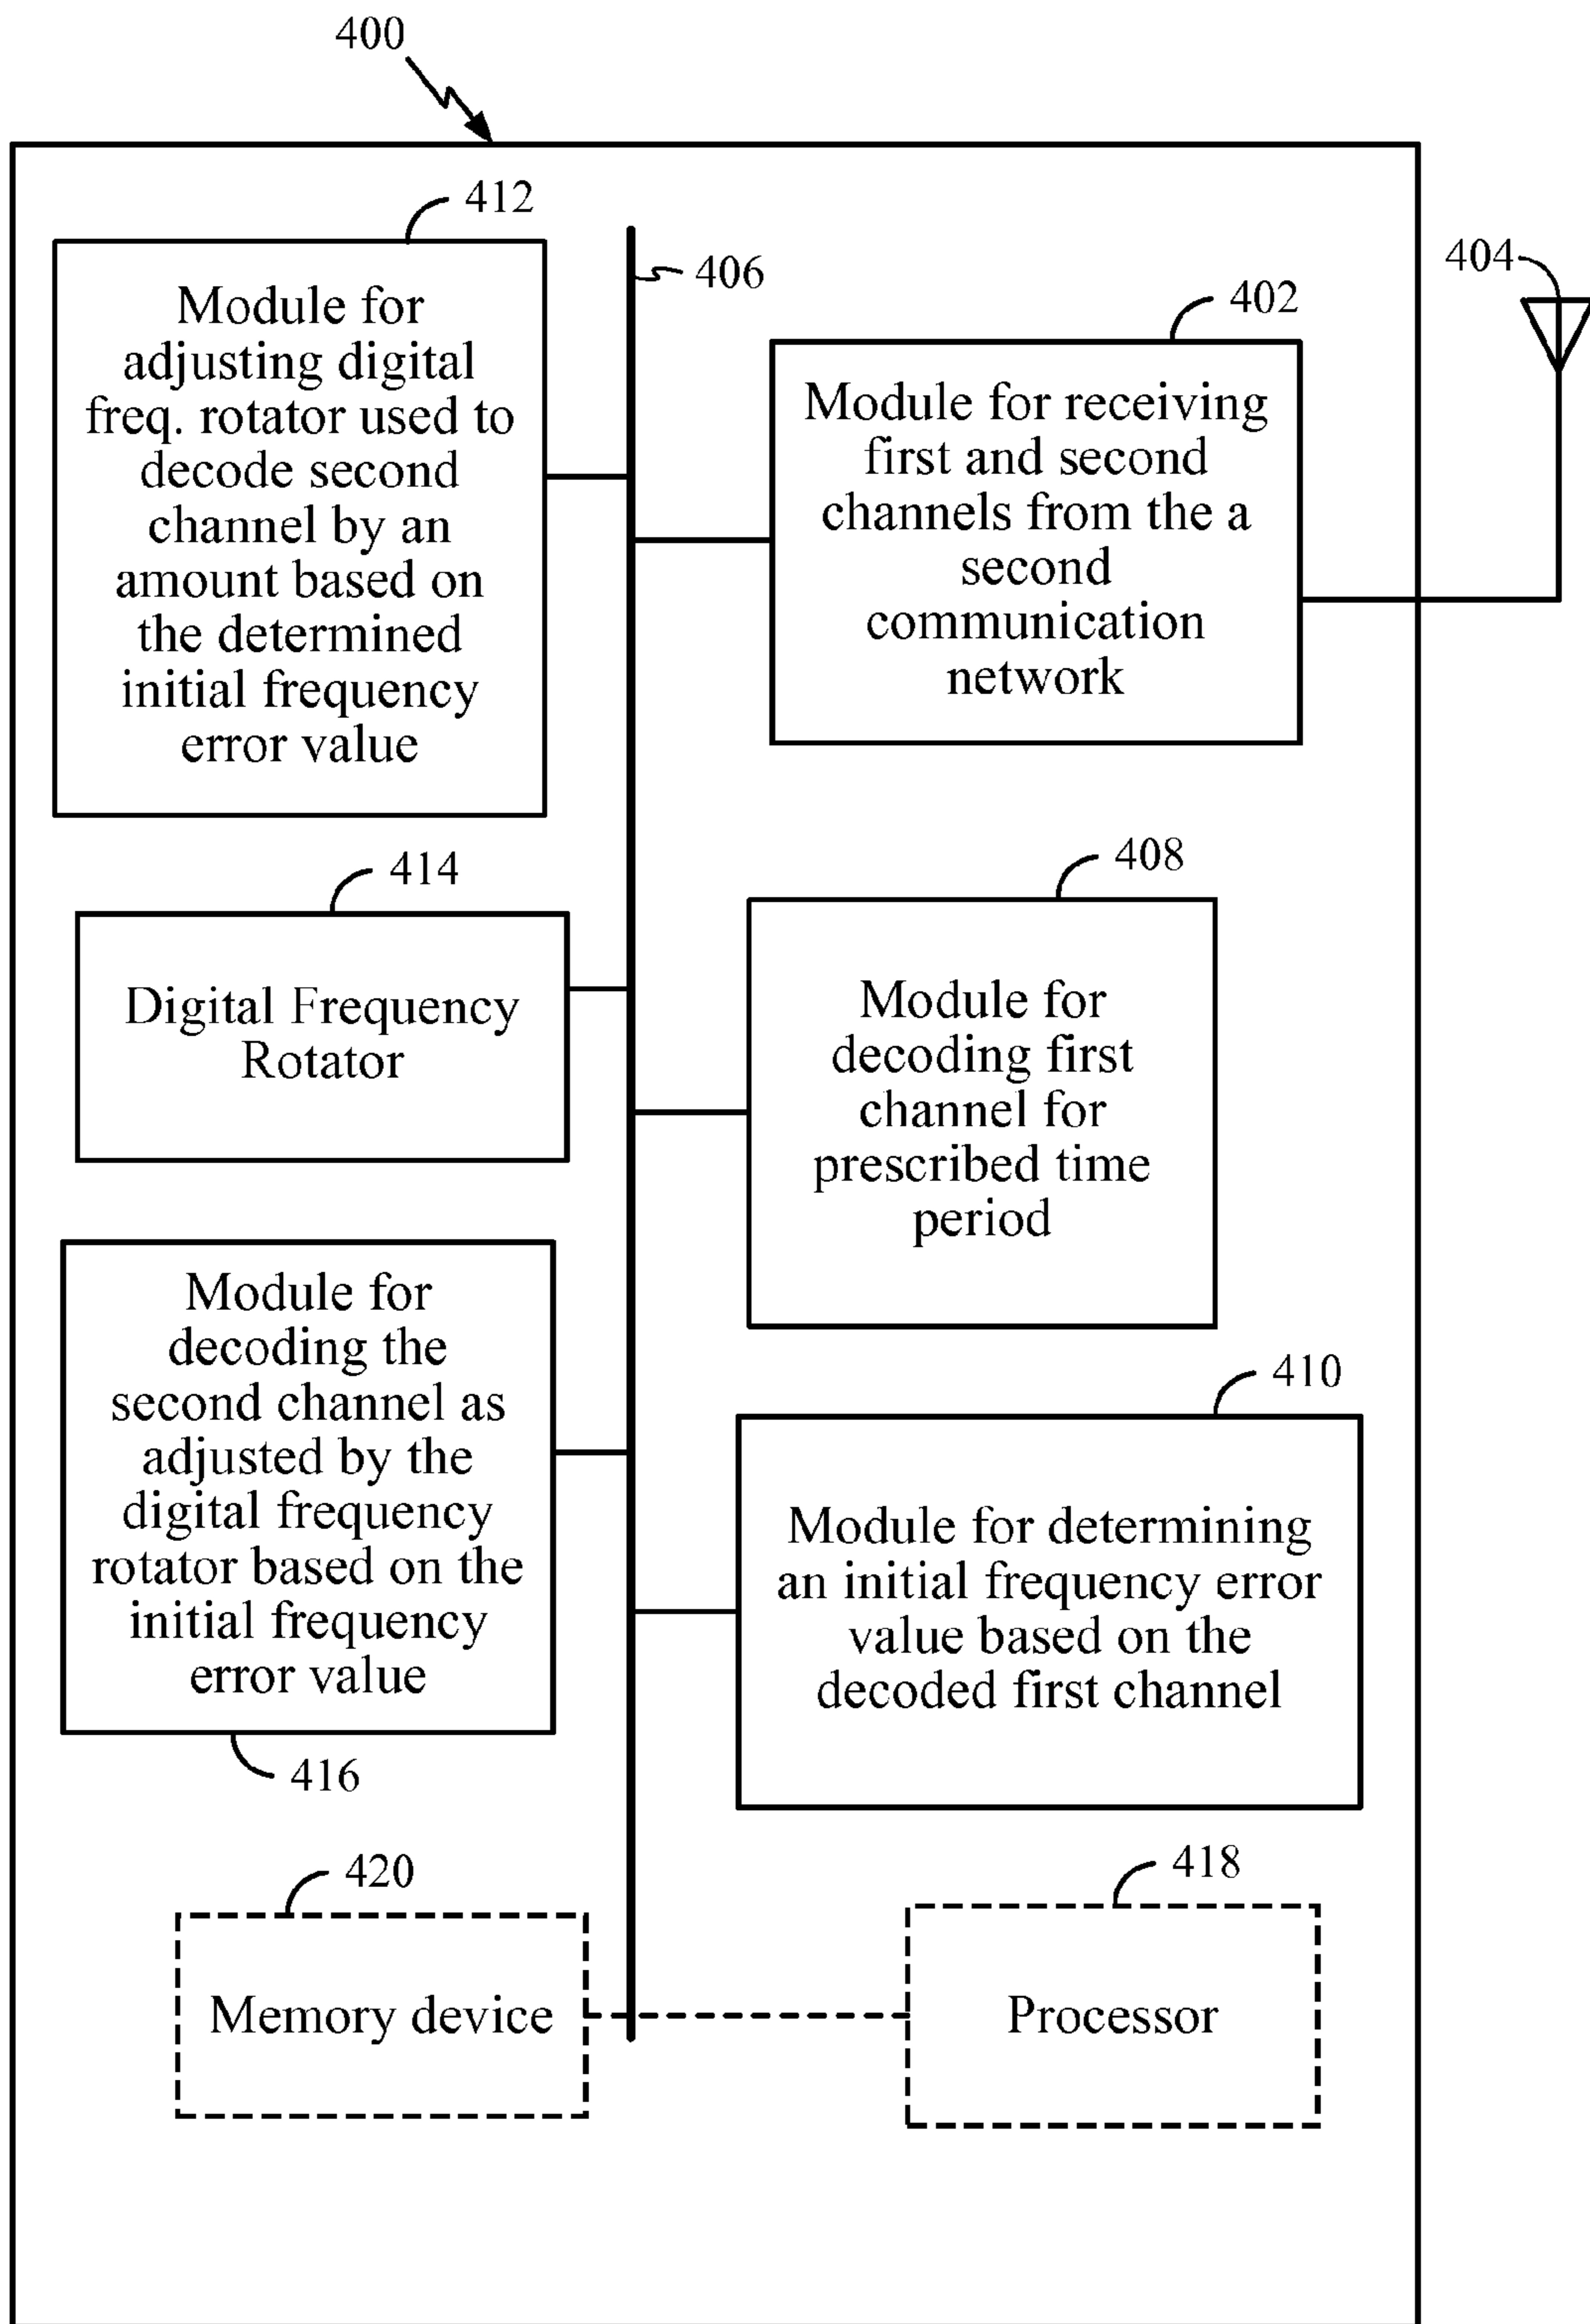 400
412
Module for
adjusting digital
freq. rotator used to
decode second
channel by an
amount based on
the determined
initial frequency
error value
406
402
Module for receiving
first and second
channels from the a
second
communication
network
404
414
Digital Frequency
Rotator
408
Module for
decoding first
channel for
prescribed time
period
Module for
decoding the
second channel as
adjusted by the
digital frequency
rotator based on the
initial frequency
error value
416
410
Module for determining
an initial frequency error
value based on the
decoded first channel
420
Memory device
418
Processor